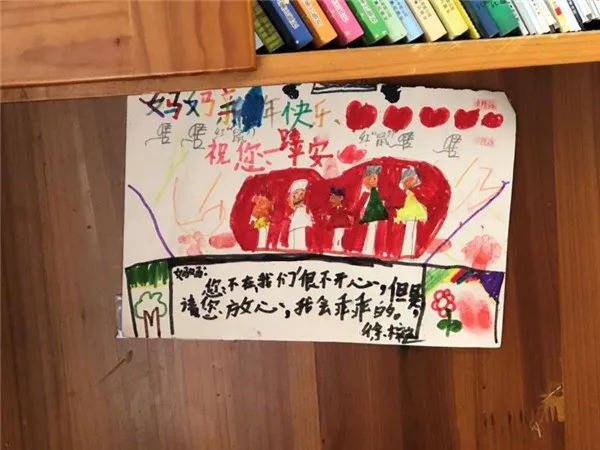 妈妈新年快乐、
祝您一路平安
妈妈:
您不在我们很不开心,但是,
请您放心,我会乖乖的。